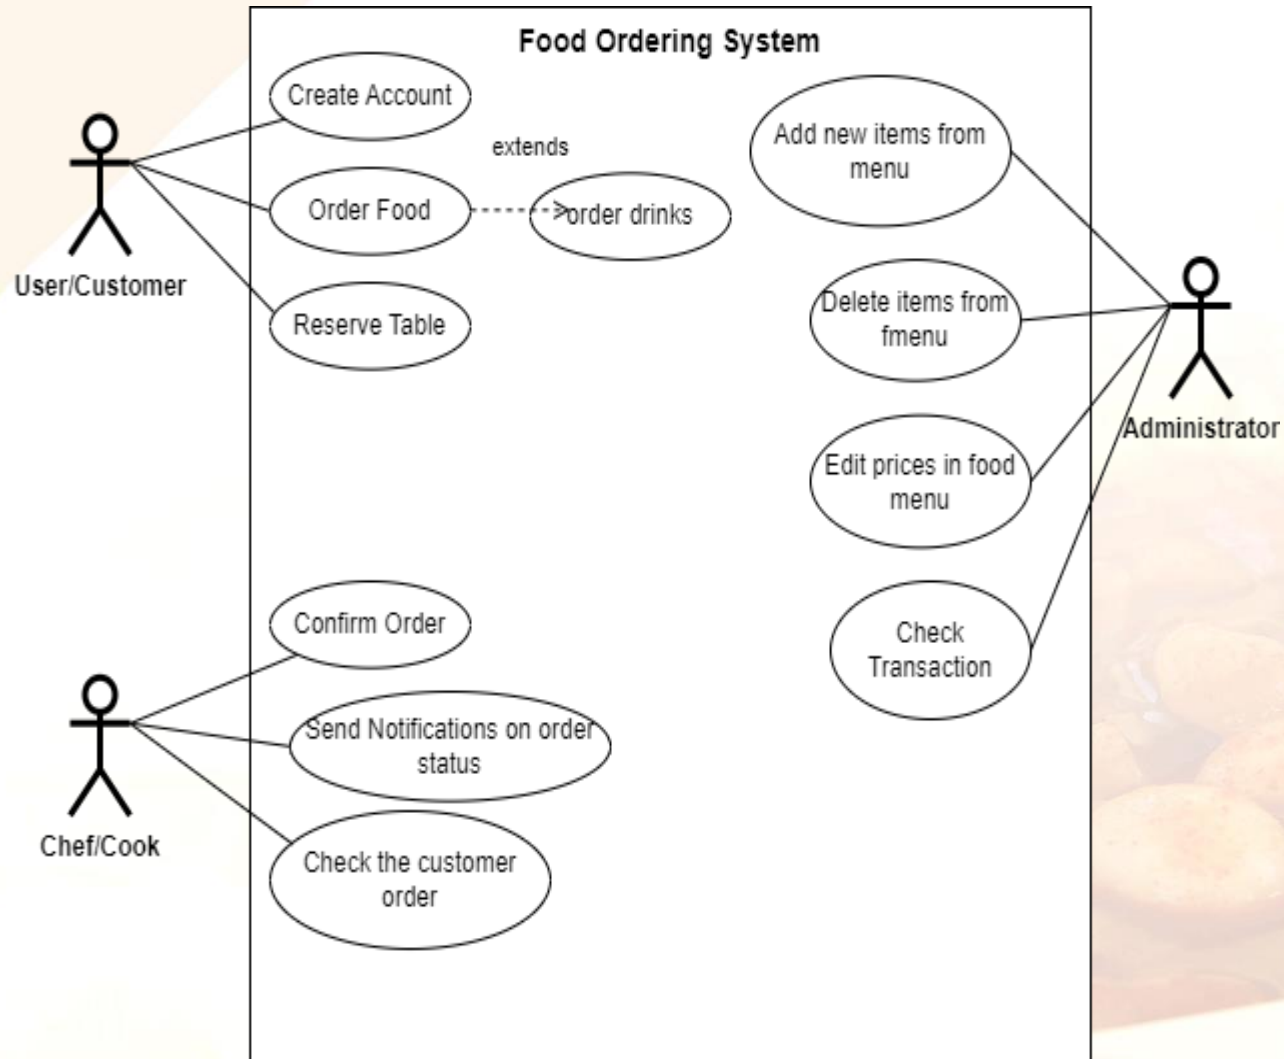 Food Ordering System
Create Account
extends
Order Food
order drinks
Reserve Table
User/Customer
Add new items from
menu
Delete items from
fmenu
Edit prices in food
menu
Check
Transaction
Administrator
Confirm Order
Send Notifications on order
status
Check the customer
order
Chef/Cook